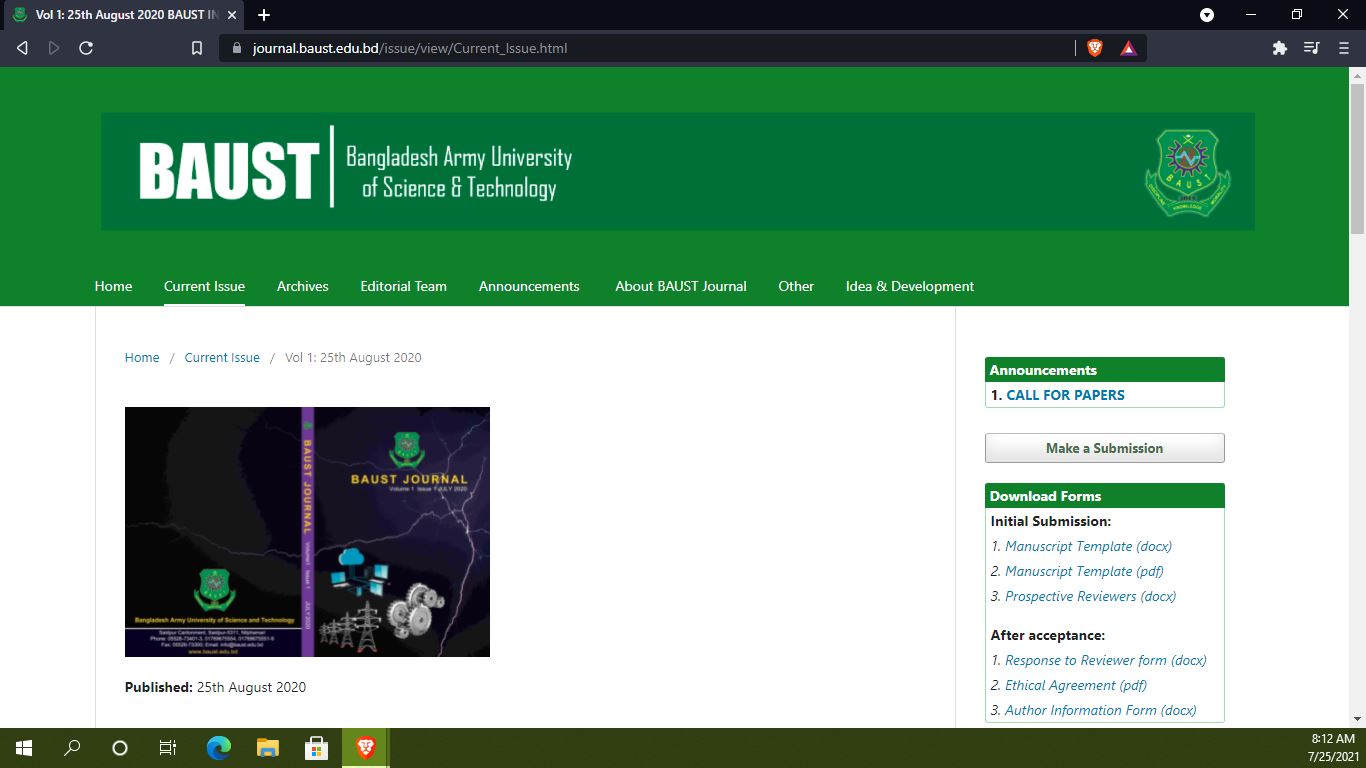 Vol 1: 25th August 2020 BAUST IN
journal.baust.edu.bd/issue/view/Current_Issue.html
BAUST
Bangladesh Army University
of Science & Technology
BAUST
Home
Current Issue
Archives
Editorial Team
Announcements
About BAUST Journal
Other
Idea & Development
Home / Current Issue / Vol 1: 25th August 2020
BAUST JOURNAL Volume 1 Issue 1 JULY 2020
BAUST JOURNAL
Volume 1 Issue 1 JULY 2020
Bangladesh Army University of Science and Technology
Saidpur Cantonment, Saidpur-5311, Nilphamari
www.baust.edu.bd
Published: 25th August 2020
Announcements
1. CALL FOR PAPERS
Make a Submission
Download Forms
Initial Submission:
1. Manuscript Template (docx)
2. Manuscript Template (pdf)
3. Prospective Reviewers (docx)
After acceptance:
1. Response to Reviewer form (docx)
2. Ethical Agreement (pdf)
3. Author Information Form (docx)
8:12 AM
7/25/2021